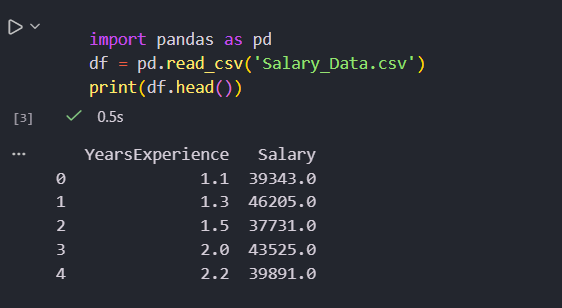 import pandas as pd
df = pd.read_csv('Salary_Data.csv')
print(df.head())
[3] 0.5s
... YearsExperience Salary
0 1.1 39343.0
1 1.3 46205.0
2 1.5 37731.0
3 2.0 43525.0
4 2.2 39891.0